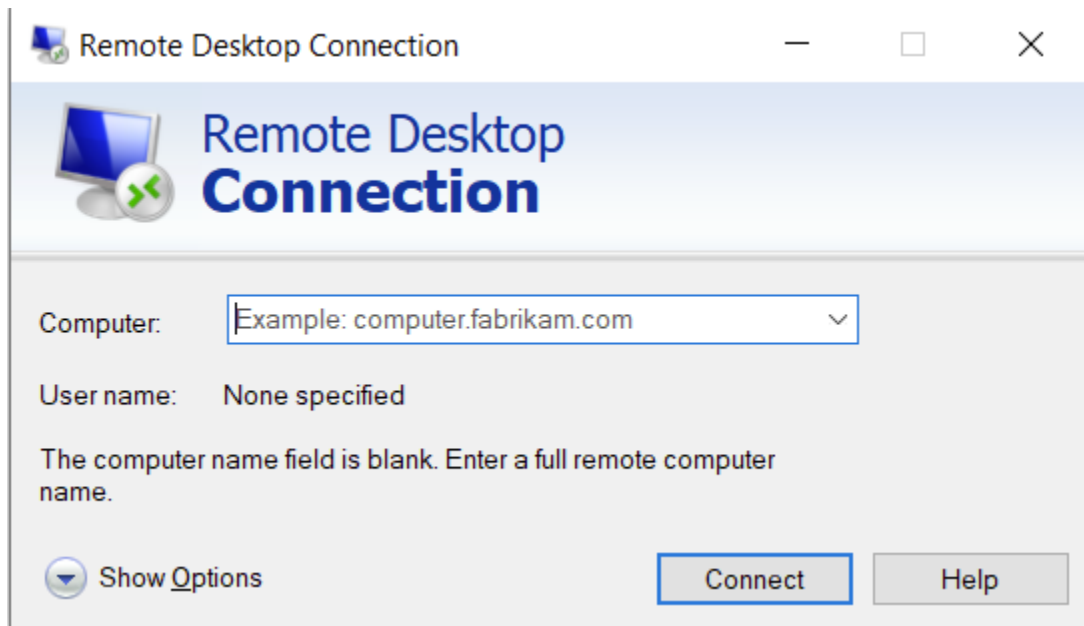 Remote Desktop Connection
Remote Desktop
Connection
Computer:
Example: computer.fabrikam.com
User name:
None specified
The computer name field is blank. Enter a full remote computer
name.
Show Options
Connect
Help